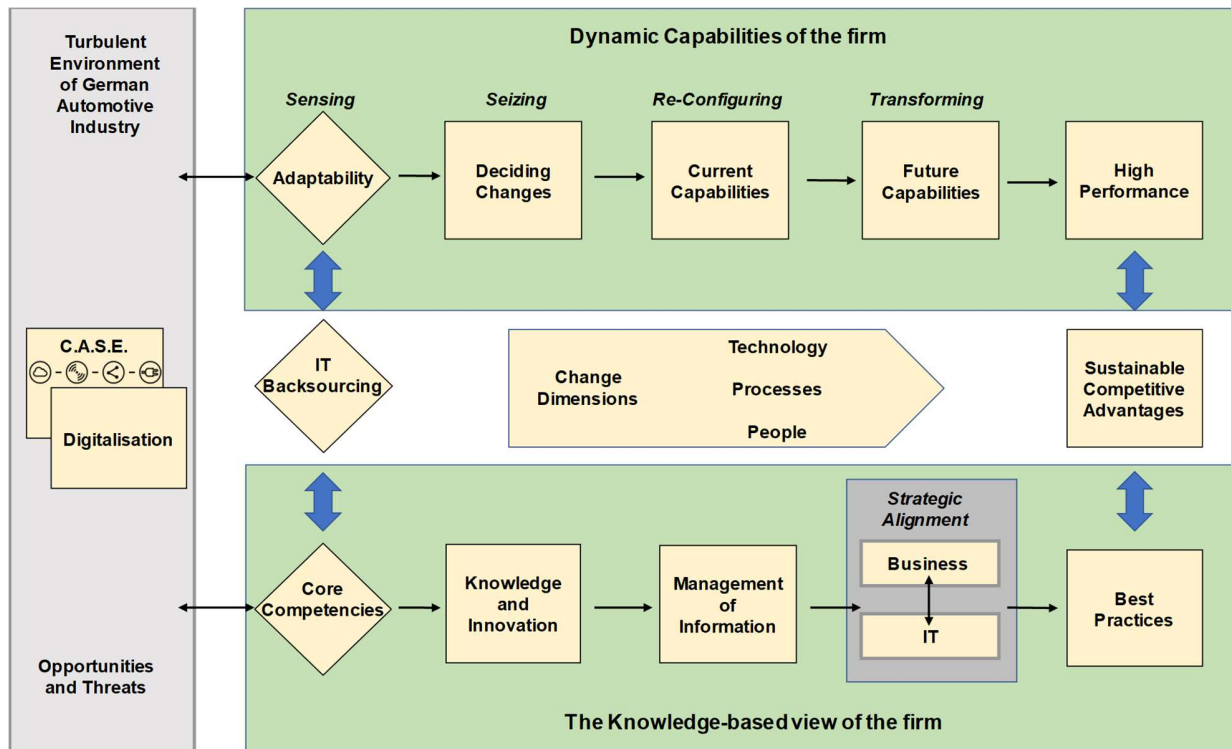 Turbulent
Environment
of German
Automotive
Industry
C.A.S.E.
Digitalisation
Opportunities
and Threats
Dynamic Capabilities of the firm
Sensing
Seizing
Re-Configuring
Transforming
Adaptability
Deciding
Changes
Current
Capabilities
Future
Capabilities
High
Performance
IT
Backsourcing
Change
Dimensions
Technology
Processes
People
Sustainable
Competitive
Advantages
Core
Competencies
Knowledge
and
Innovation
Management
of
Information
Strategic
Alignment
Business
IT
Best
Practices
The Knowledge-based view of the firm